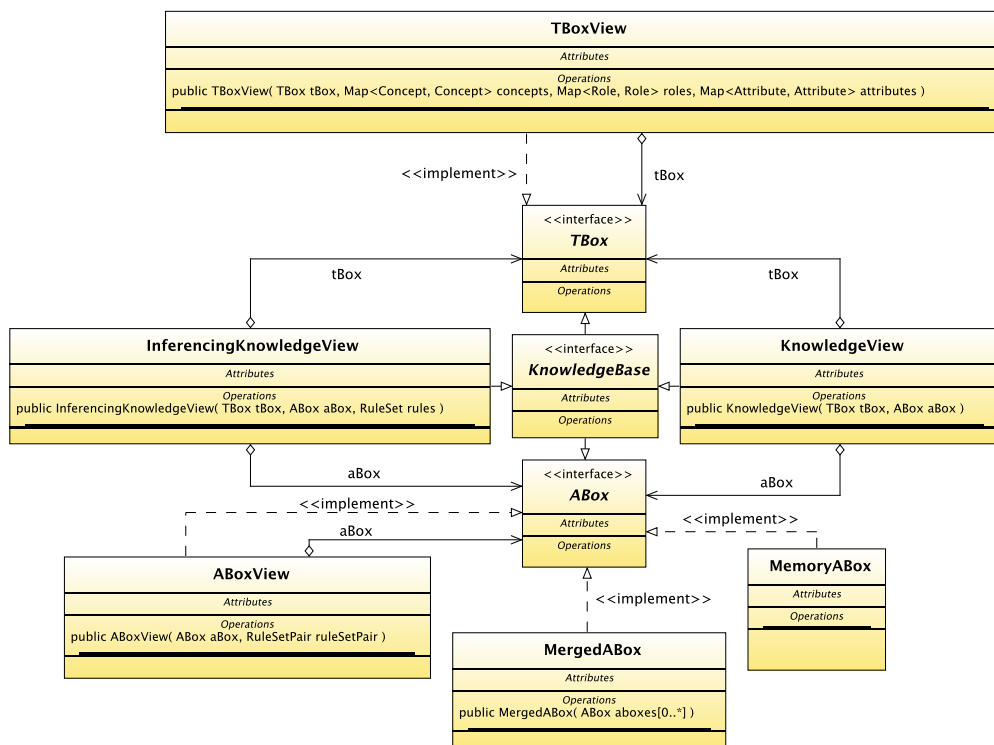 TBoxView
Attributes
Operations
public TBoxView( TBox tBox, Map<Concept, Concept> concepts, Map<Role, Role> roles, Map<Attribute, Attribute> attributes )
<<implement>>
tBox
<<interface>>
TBox
Attributes
Operations
tBox
tBox
InferencingKnowledgeView
Attributes
Operations
public InferencingKnowledgeView( TBox tBox, ABox aBox, RuleSet rules )
<<interface>>
KnowledgeBase
Attributes
Operations
KnowledgeView
Attributes
Operations
public KnowledgeView( TBox tBox, ABox aBox )
aBox
aBox
<<interface>>
ABox
Attributes
Operations
<<implement>>
aBox
<<implement>>
ABoxView
Attributes
Operations
public ABoxView( ABox aBox, RuleSetPair ruleSetPair )
MemoryABox
Attributes
Operations
<<implement>>
MergedABox
Attributes
Operations
public MergedABox( ABox aboxes[0..*] )